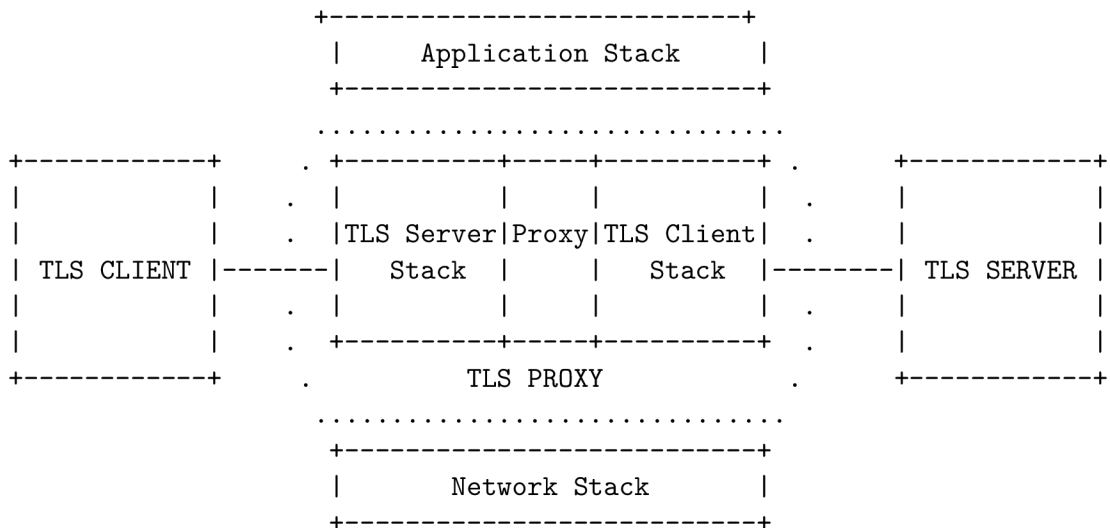 Application Stack
TLS Server Proxy TLS Client
TLS CLIENT Stack Stack TLS SERVER
TLS PROXY
Network Stack